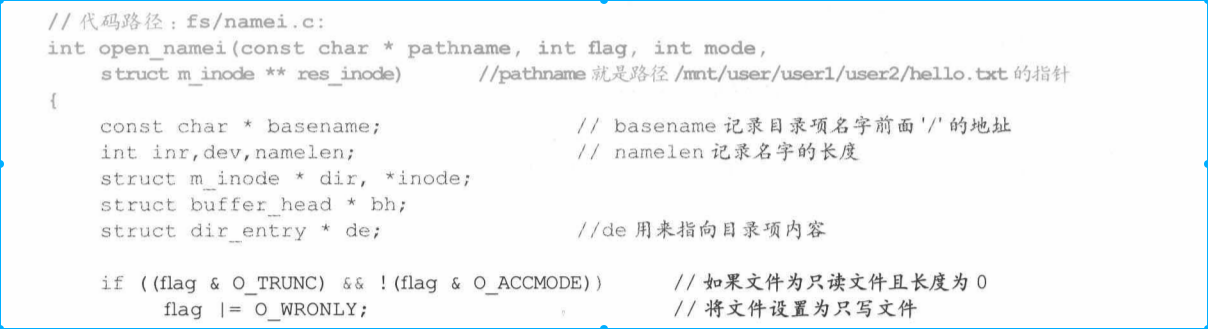 //代码路径：fs/namei.c:
int open_namei(const char * pathname, int flag, int mode,
struct m_inode ** res_inode) //pathname 就是路径 /mnt/user/user1/user2/hello.txt 的指针
{
const char * basename; // basename 记录目录项名字前面 '/' 的地址
int inr,dev,namelen; // namelen 记录名字的长度
struct m_inode * dir, *inode;
struct buffer_head * bh;
struct dir_entry * de; //de 用来指向目录项内容
if ((flag & O_TRUNC) && !(flag & O_ACCMODE)) // 如果文件为只读文件且长度为 0
flag |= O_WRONLY; // 将文件设置为只写文件